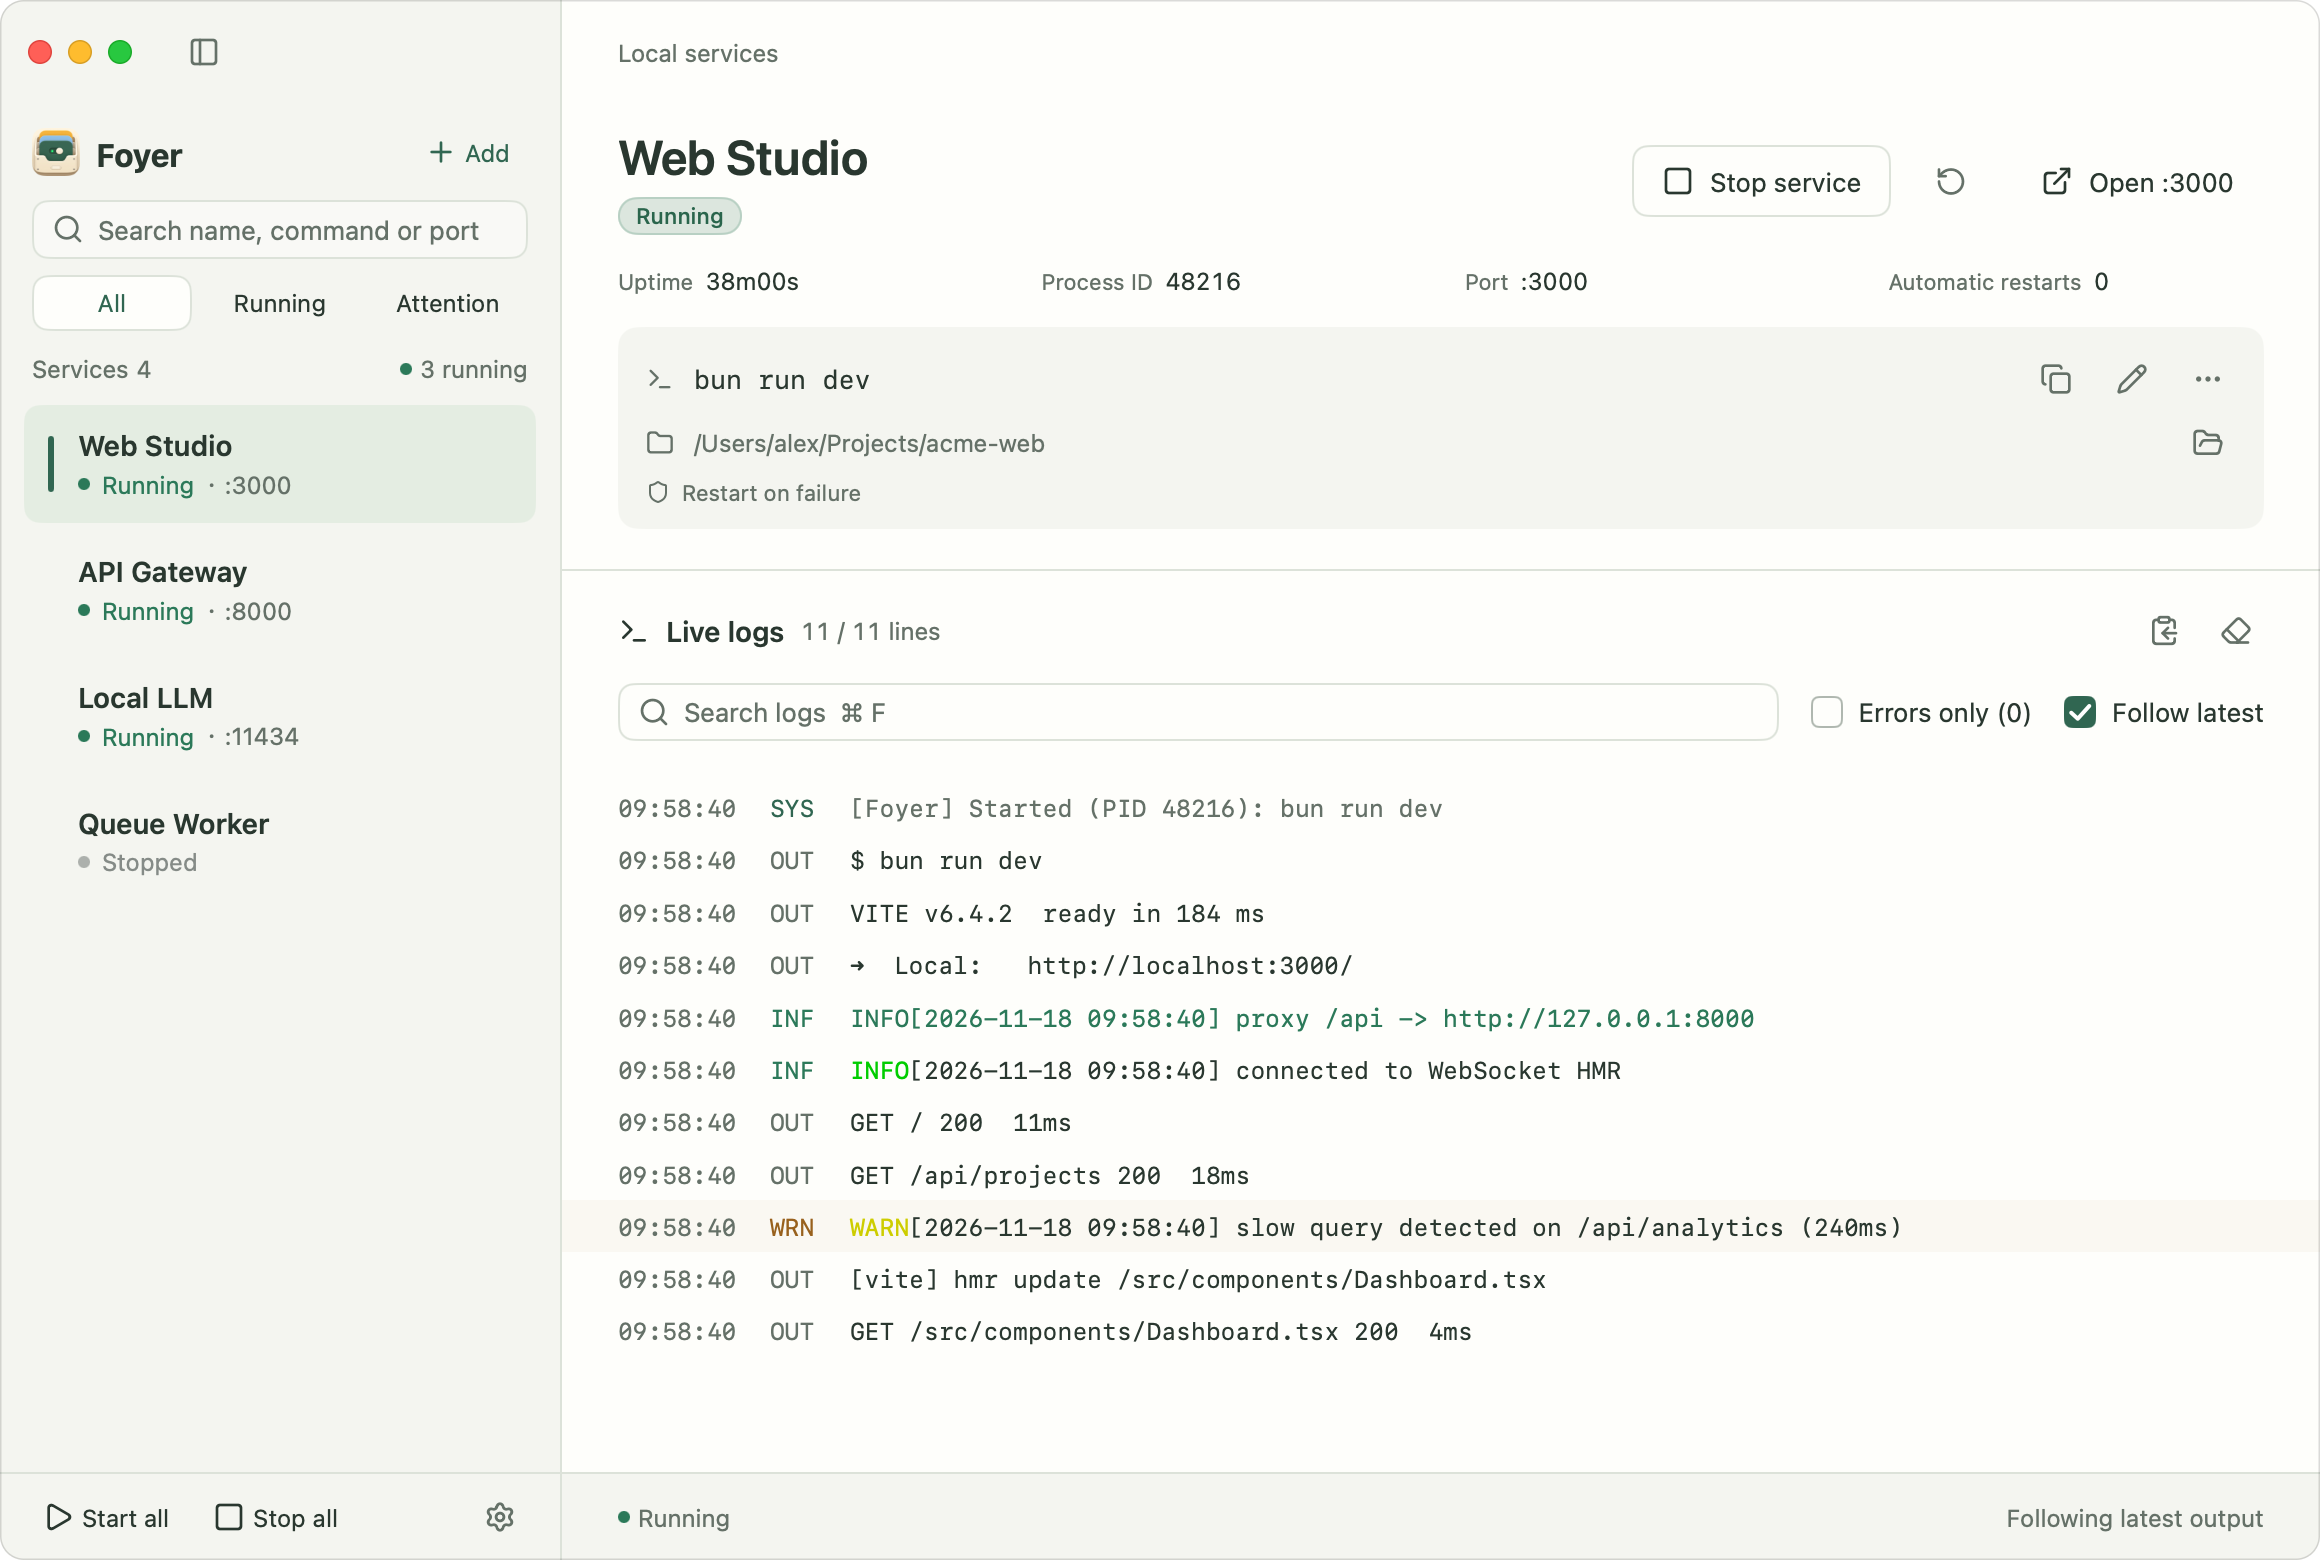 Foyer
Add
Search name, command or port
All
Running
Attention
Services 4
3 running
Web Studio
Running · :3000
API Gateway
Running · :8000
Local LLM
Running · :11434
Queue Worker
Stopped
Start all
Stop all
Local services
Web Studio
Running
Stop service
Open :3000
Uptime 38m00s
Process ID 48216
Port :3000
Automatic restarts 0
bun run dev
/Users/alex/Projects/acme-web
Restart on failure
Live logs 11 / 11 lines
Search logs ⌘ F
Errors only (0)
Follow latest
09:58:40 SYS [Foyer] Started (PID 48216): bun run dev
09:58:40 OUT $ bun run dev
09:58:40 OUT VITE v6.4.2  ready in 184 ms
09:58:40 OUT ➜  Local:   http://localhost:3000/
09:58:40 INF INFO[2026-11-18 09:58:40] proxy /api -> http://127.0.0.1:8000
09:58:40 INF INFO[2026-11-18 09:58:40] connected to WebSocket HMR
09:58:40 OUT GET / 200  11ms
09:58:40 OUT GET /api/projects 200  18ms
09:58:40 WRN WARN[2026-11-18 09:58:40] slow query detected on /api/analytics (240ms)
09:58:40 OUT [vite] hmr update /src/components/Dashboard.tsx
09:58:40 OUT GET /src/components/Dashboard.tsx 200  4ms
Running
Following latest output